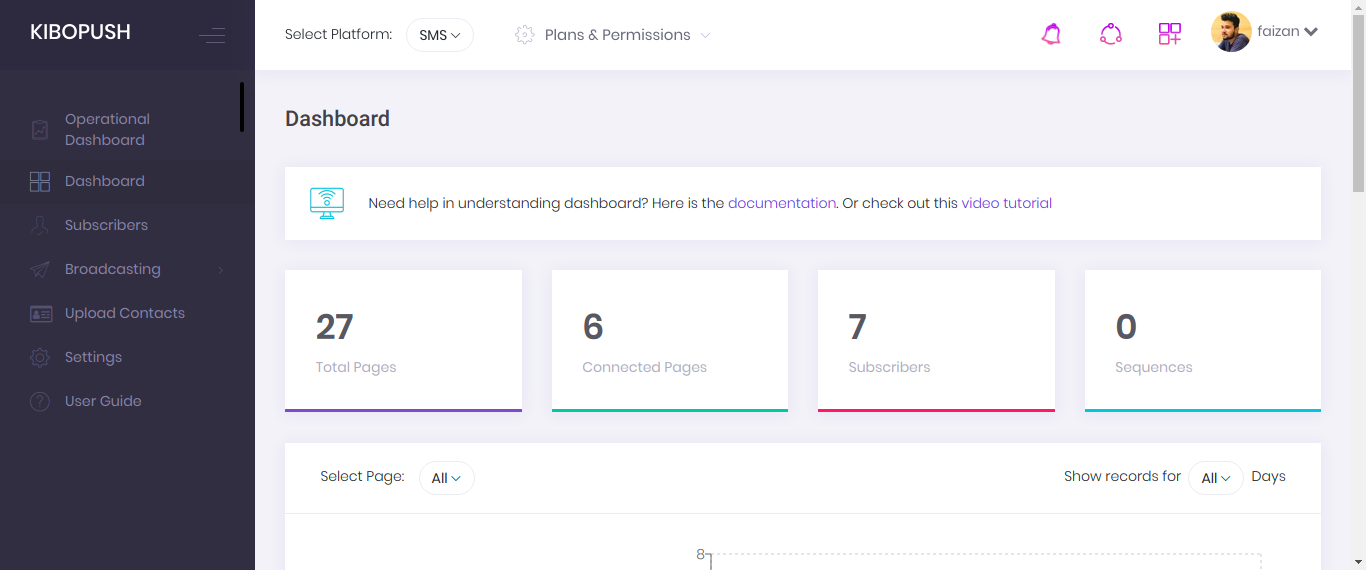 KIBOPUSH
Select Platform: SMS
Plans & Permissions
faizan
Operational
Dashboard
Dashboard
Subscribers
Broadcasting
Upload Contacts
Settings
User Guide
Dashboard
Need help in understanding dashboard? Here is the documentation. Or check out this video tutorial
27
Total Pages
6
Connected Pages
7
Subscribers
0
Sequences
Select Page: All
Show records for All Days
8